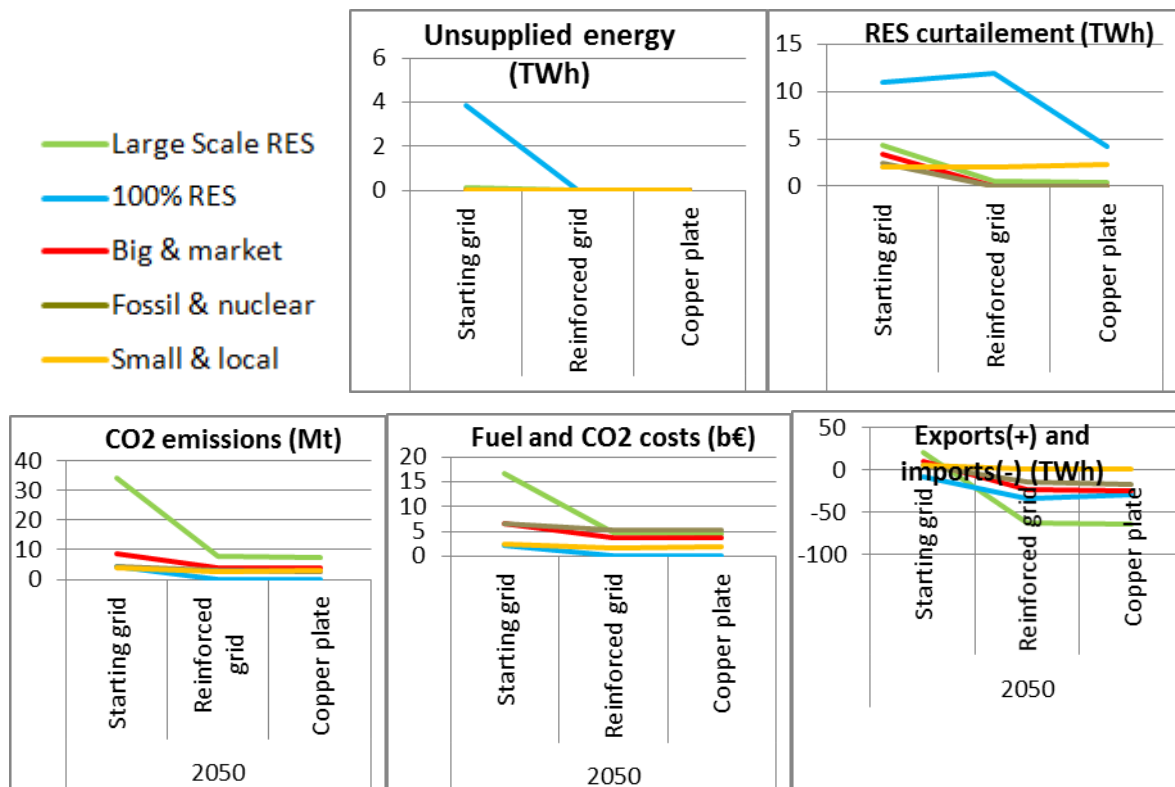 Large Scale RES
100% RES
Big & market
Fossil & nuclear
Small & local
Unsupplied energy
(TWh)
6
4
2
0
Starting grid
Reinforced grid
Copper plate
RES curtailement (TWh)
15
10
5
0
Starting grid
Reinforced grid
Copper plate
CO2 emissions (Mt)
40
30
20
10
0
Starting grid
Reinforced
grid
Copper plate
2050
Fuel and CO2 costs (b€)
20
15
10
5
0
Starting grid
Reinforced grid
Copper plate
2050
Exports(+) and
imports(-) (TWh)
50
0
-50
-100
Starting grid
Reinforced grid
Copper plate
2050